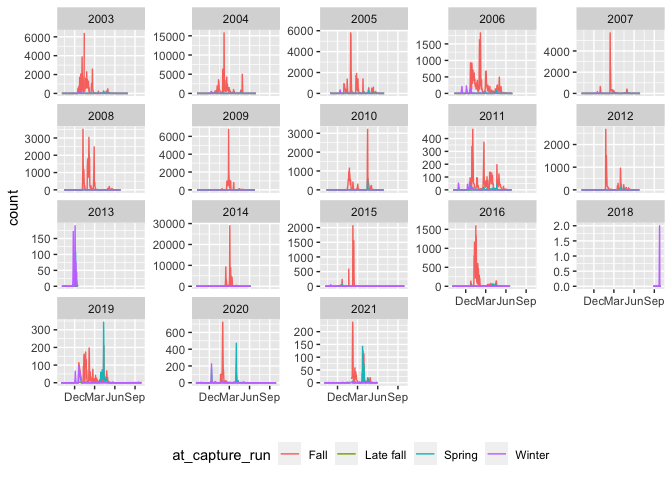 2003 2004 2005 2006 2007
6000 4000 2000 0
15000 10000 5000 0
6000 4000 2000 0
1500 1000 500 0
4000 2000 0
2008 2009 2010 2011 2012
3000 2000 1000 0
6000 4000 2000 0
3000 2000 1000 0
400 300 200 100 0
2000 1000 0
count
2013 2014 2015 2016 2018
150 100 50 0
30000 20000 10000 0
2000 1500 1000 500 0
1500 1000 500 0
2.0 1.5 1.0 0.5 0.0
DecMarJunSep DecMarJunSep
2019 2020 2021
300 200 100 0
600 400 200 0
200 150 100 50 0
DecMarJunSep DecMarJunSep DecMarJunSep
at_capture_run Fall Late fall Spring Winter